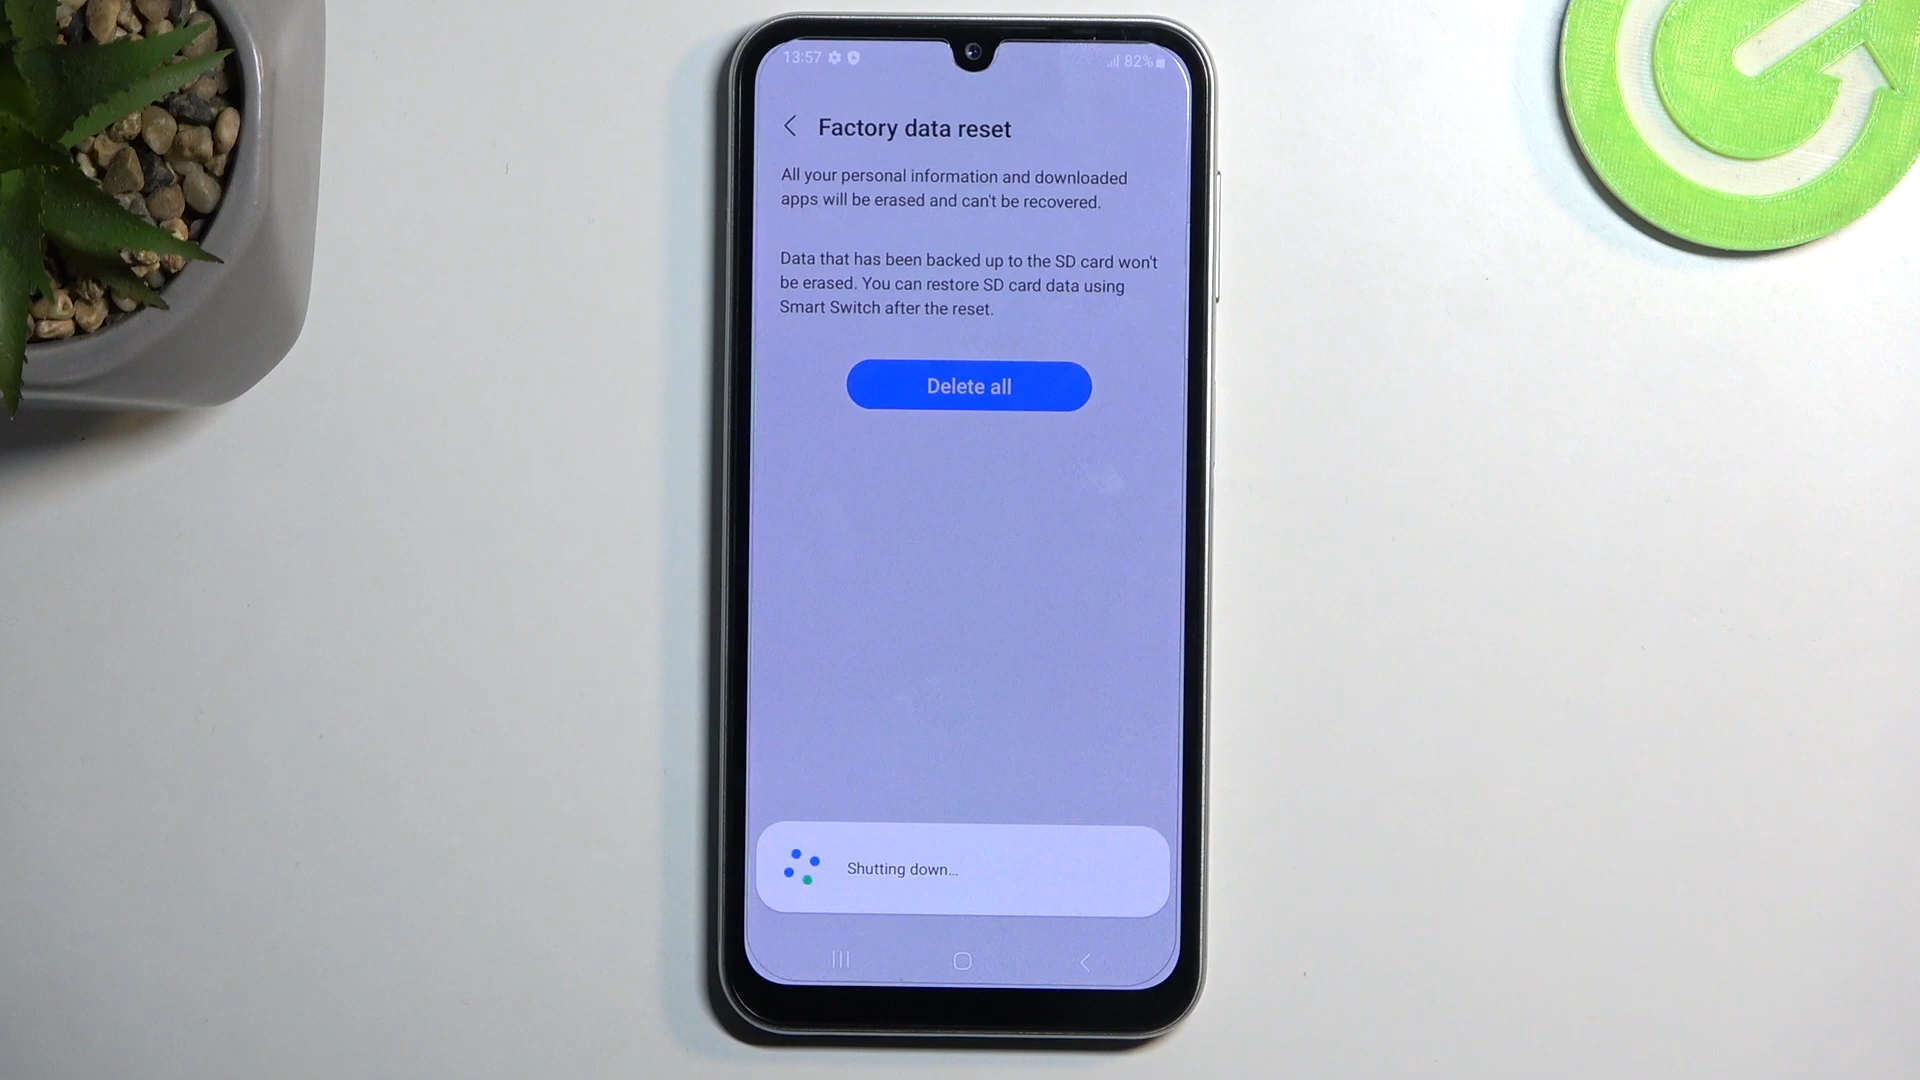 13:57
82%
Factory data reset
All your personal information and downloaded
apps will be erased and can't be recovered.
Data that has been backed up to the SD card won't
be erased. You can restore SD card data using
Smart Switch after the reset.
Delete all
Shutting down...